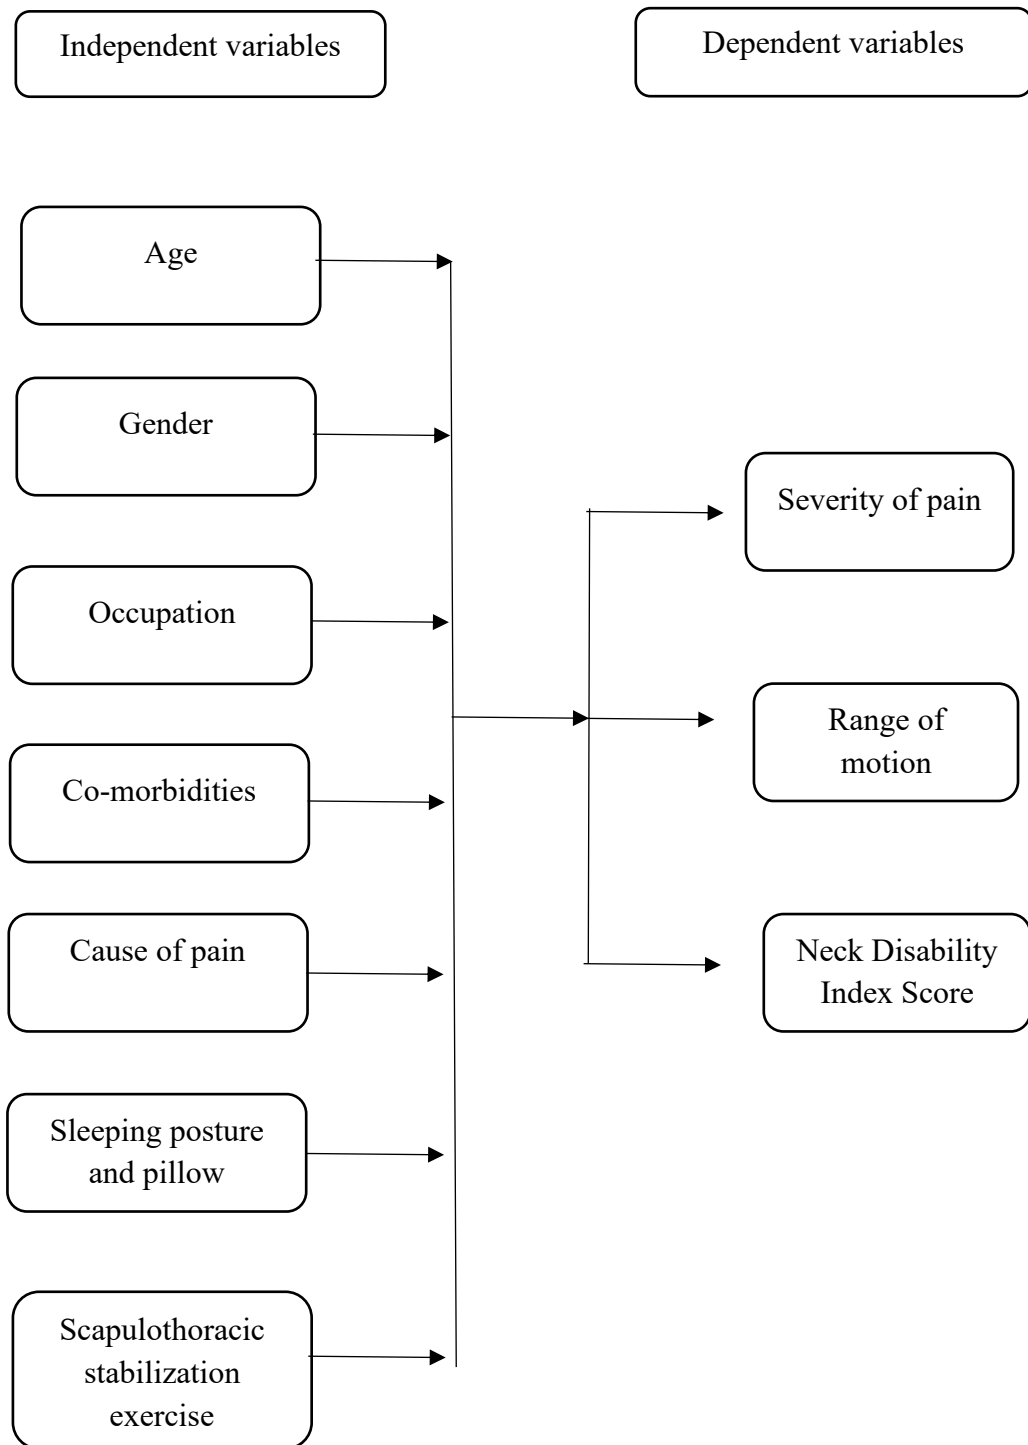 Independent variables
Dependent variables
Age
Gender
Occupation
Co-morbidities
Cause of pain
Sleeping posture
and pillow
Scapulothoracic
stabilization
exercise
Severity of pain
Range of
motion
Neck Disability
Index Score